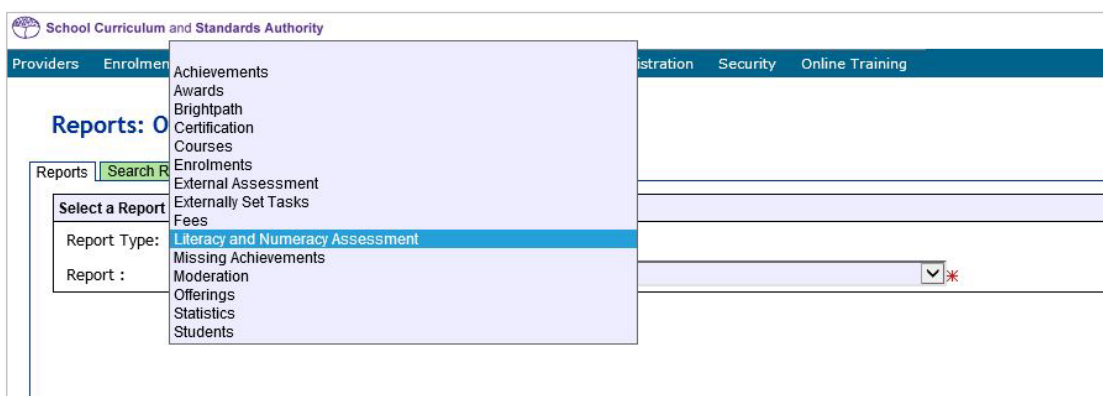 School Curriculum and Standards Authority
Providers Enrolmen istration Security Online Training
Reports: O
Reports Search R
Select a Report
Report Type:
Report :
Achievements
Awards
Brightpath
Certification
Courses
Enrolments
External Assessment
Externally Set Tasks
Fees
Literacy and Numeracy Assessment
Missing Achievements
Moderation
Offerings
Statistics
Students